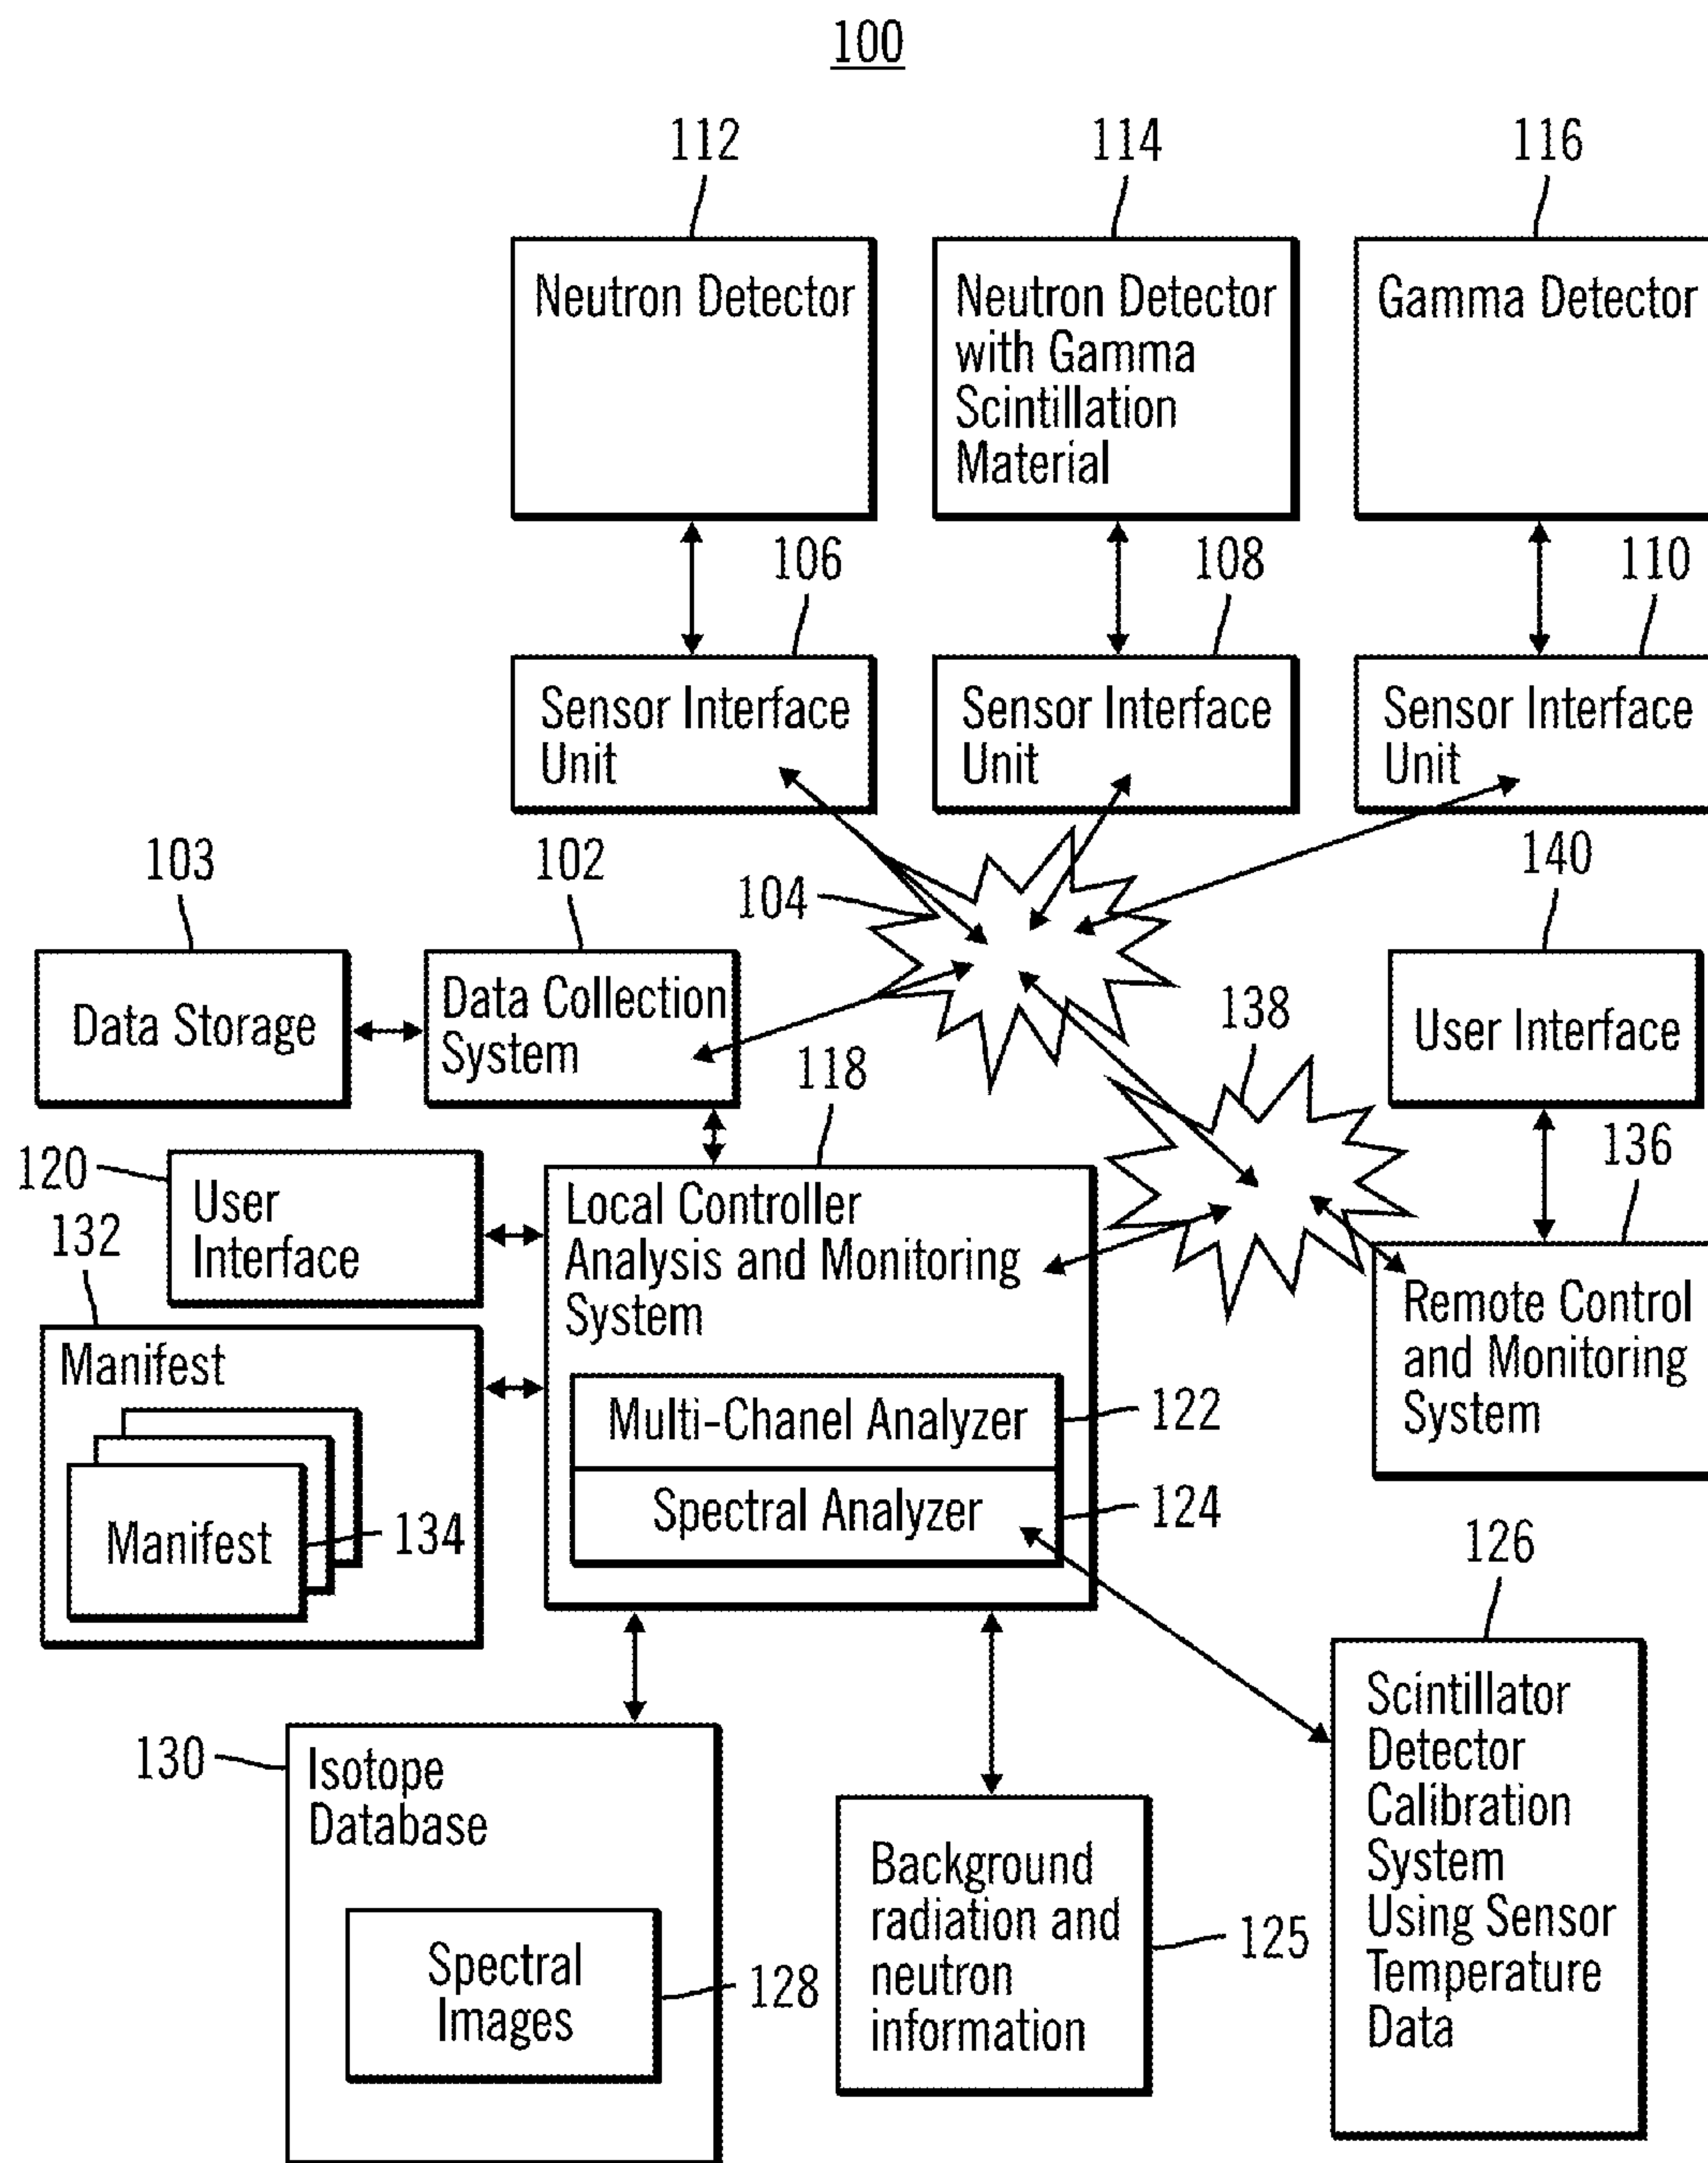 100
112
114
116
Neutron Detector
Neutron Detector
with Gamma
Scintillation
Material
Gamma Detector
106
108
110
Sensor Interface
Unit
Sensor Interface
Unit
Sensor Interface
Unit
103
102
104
140
Data Storage
Data Collection
System
User Interface
138
118
136
120
User
Interface
Local Controller
Analysis and Monitoring
System
Remote Control
and Monitoring
System
132
Manifest
Manifest
134
Multi-Chanel Analyzer
122
Spectral Analyzer
124
126
Scintillator
Detector
Calibration
System
Using Sensor
Temperature
Data
130
Isotope
Database
Spectral
Images
128
Background
radiation and
neutron
information
125